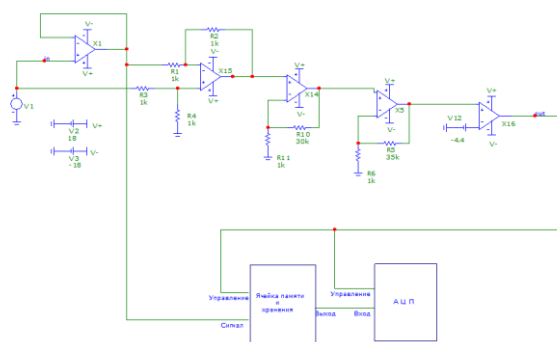 V-
R2
1k
X1
in
V+
R1
1k
V-
X15
V+
R3
1k
V1
R4
1k
V2
18
V+
V3
-18
V-
V+
X14
V-
R10
30k
R11
1k
V+
X5
V-
R5
35k
R6
1k
V12
-4.4
V+
X16
V-
out
Управление
Ячейка памяти
и
хранения
Сигнал
Выход
Управление
Вход
АЦП